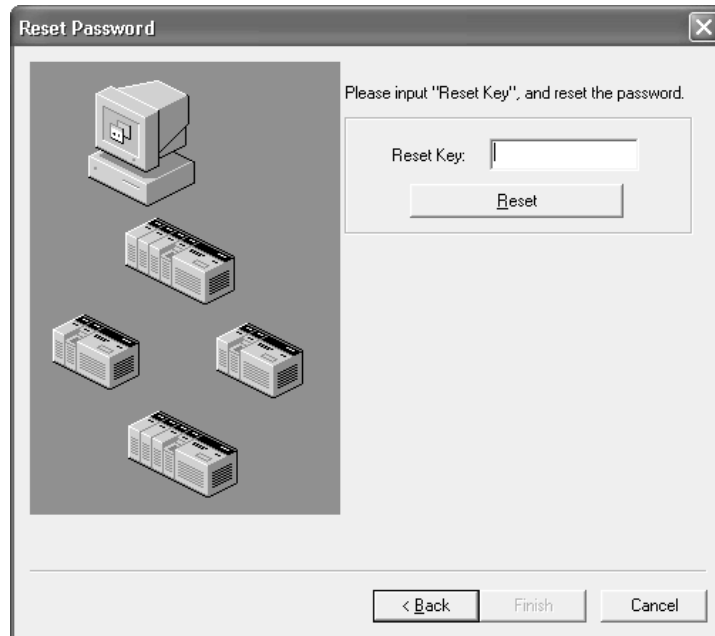 Reset Password
Please input "Reset Key", and reset the password.
Reset Key:
Reset
< Back
Finish
Cancel